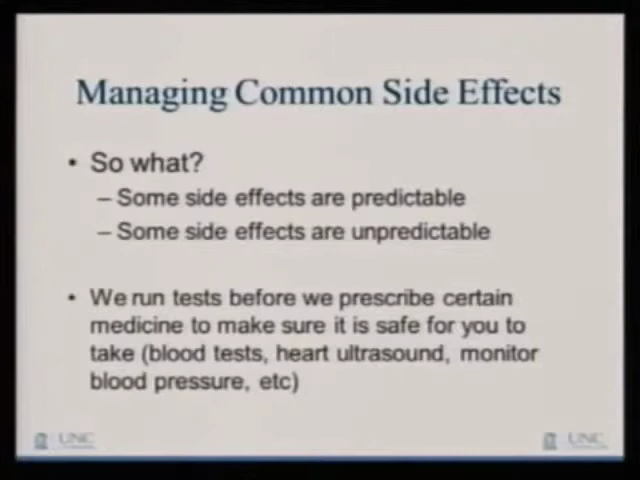 Managing Common Side Effects
• So what?
– Some side effects are predictable
– Some side effects are unpredictable
• We run tests before we prescribe certain
medicine to make sure it is safe for you to
take (blood tests, heart ultrasound, monitor
blood pressure, etc)
UNC UNC